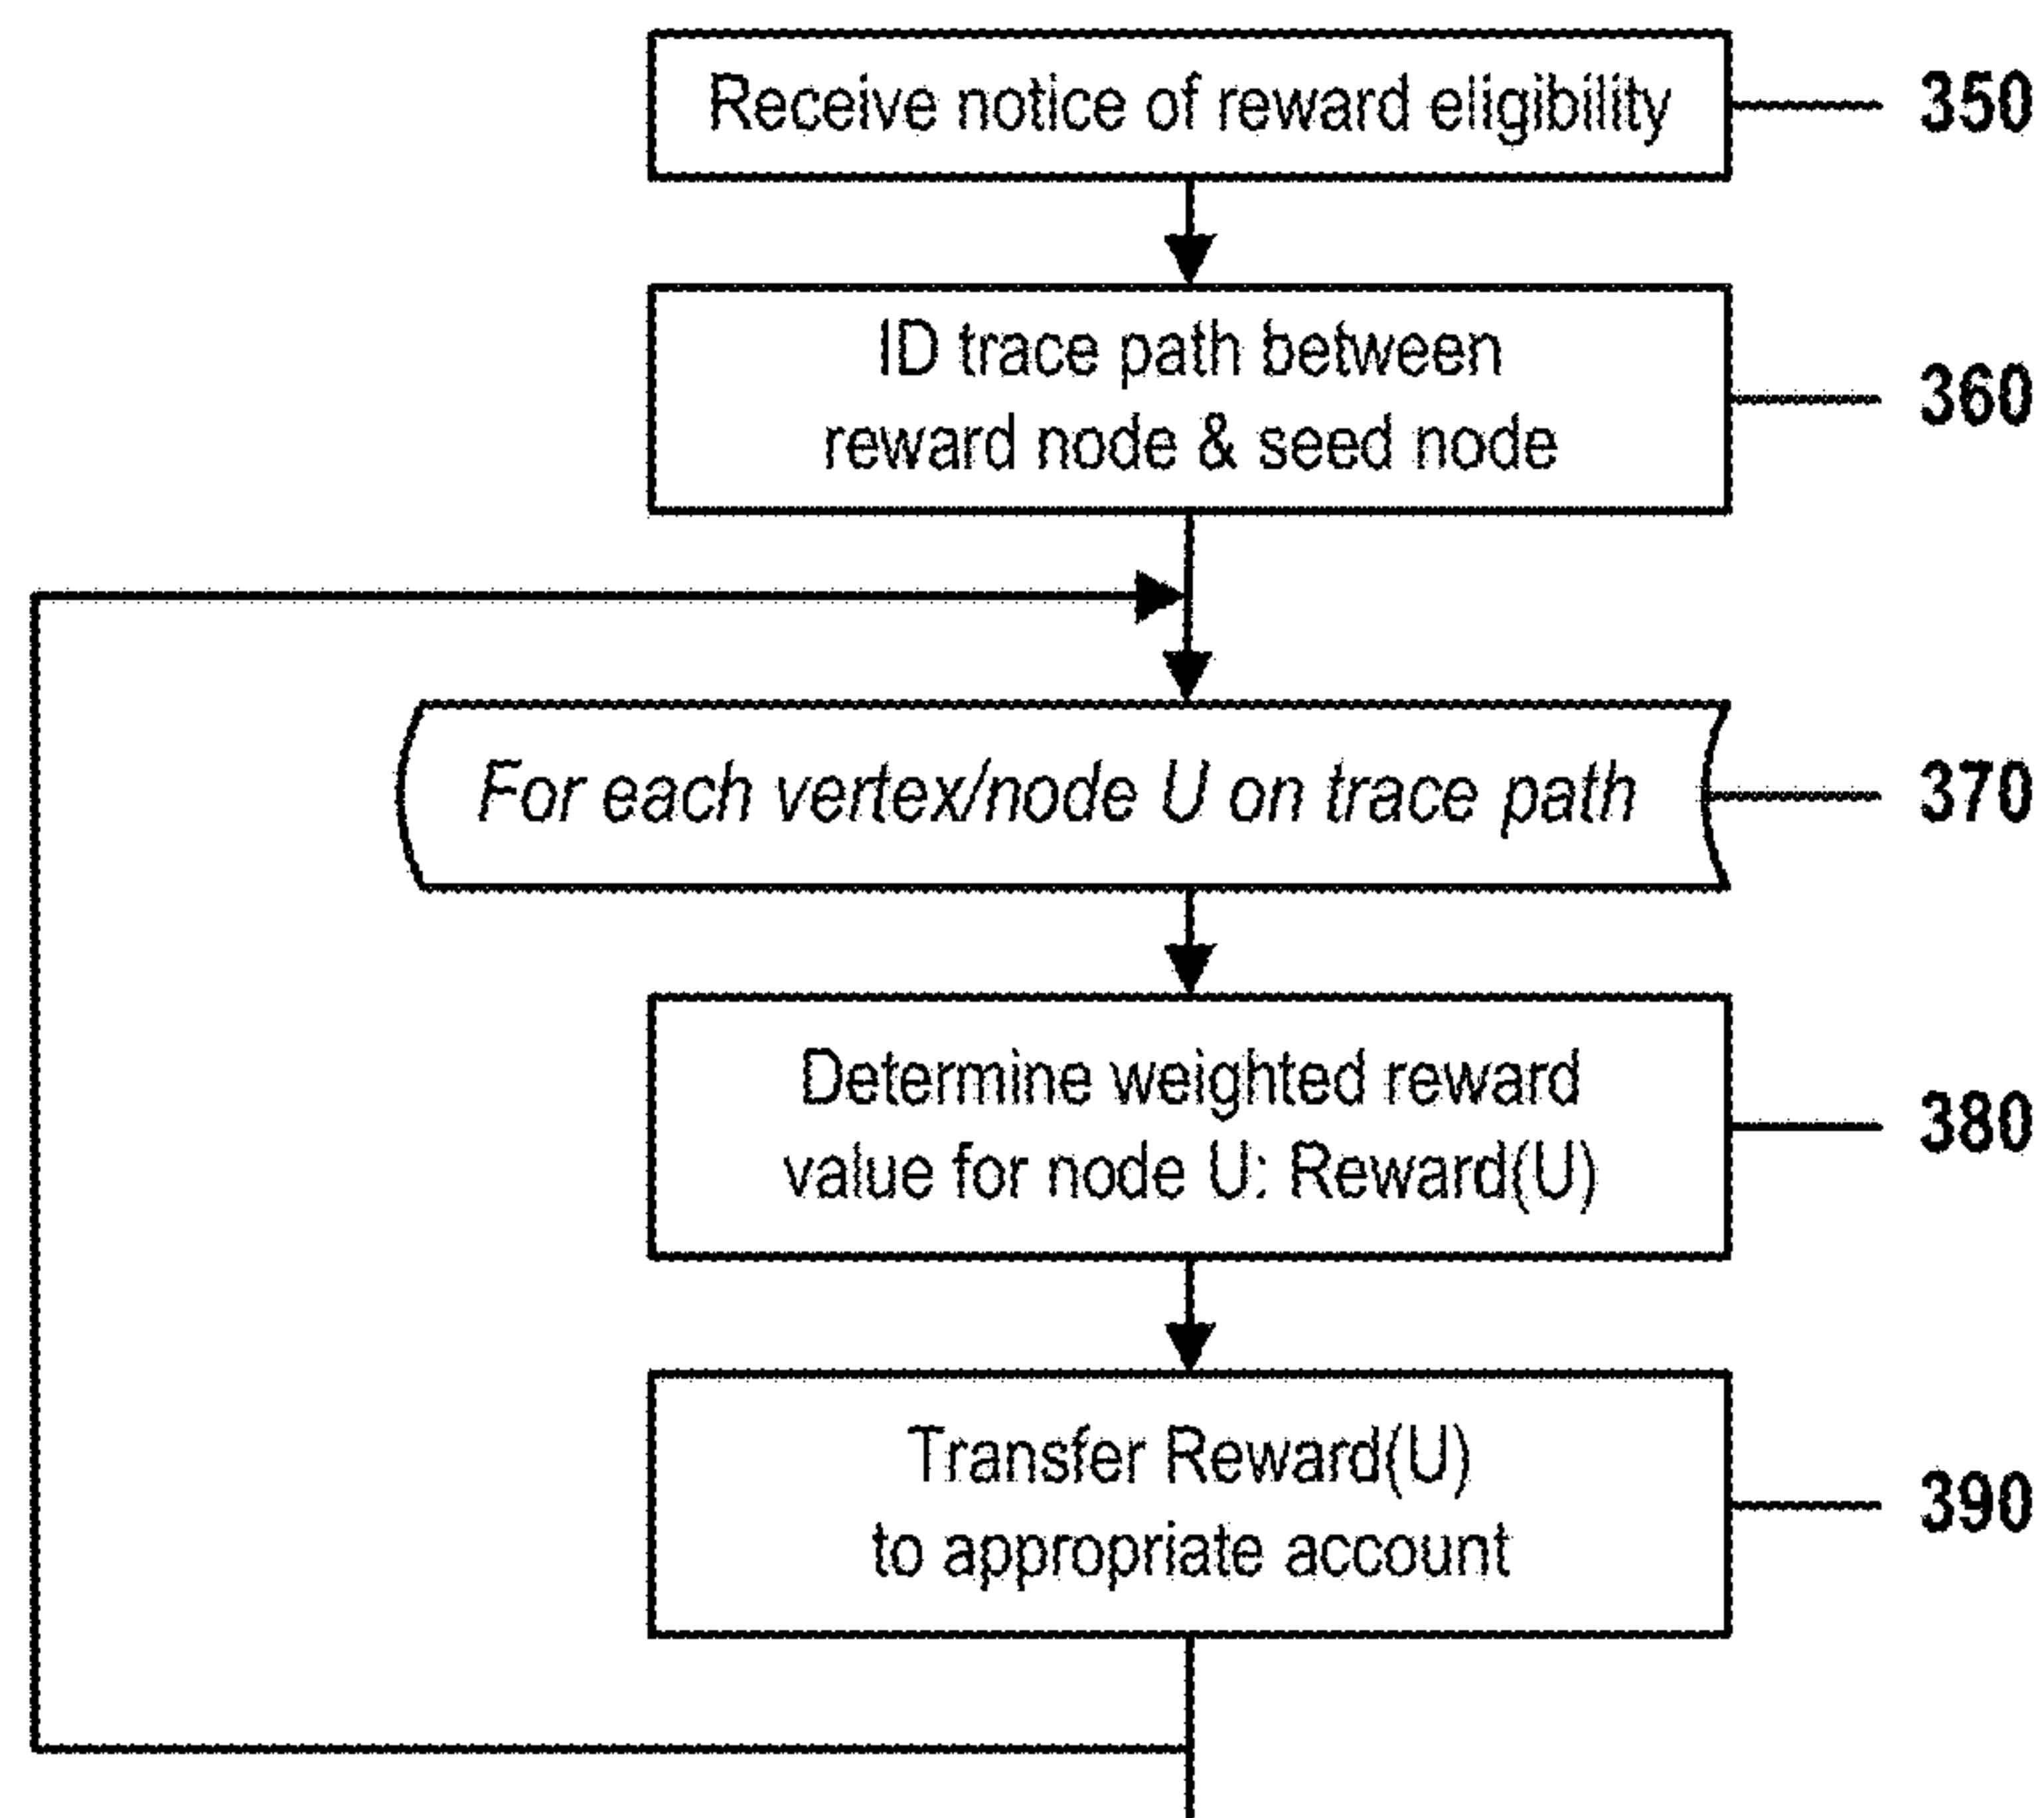 Receive notice of reward eligibility
350
ID trace path between
reward node & seed node
360
For each vertex/node U on trace path
370
Determine weighted reward
value for node U: Reward(U)
380
Transfer Reward(U)
to appropriate account
390